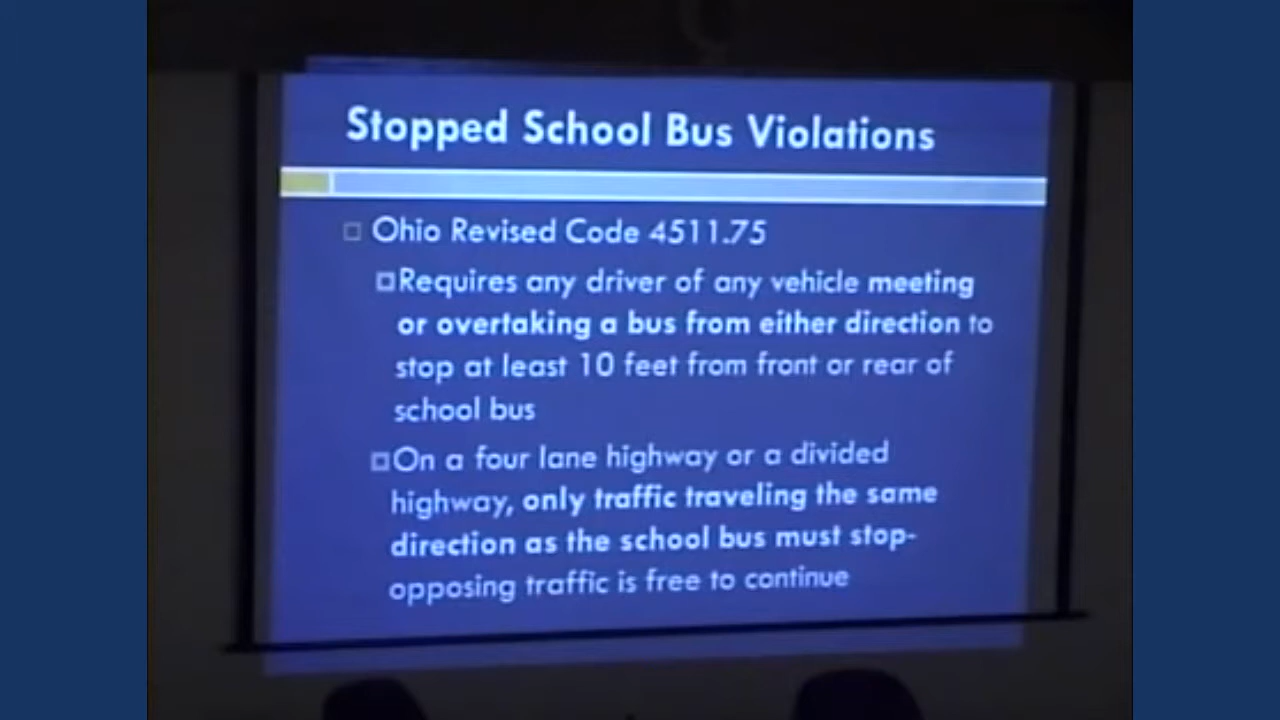 Stopped School Bus Violations
Ohio Revised Code 4511.75
Requires any driver of any vehicle meeting
or overtaking a bus from either direction to
stop at least 10 feet from front or rear of
school bus
On a four lane highway or a divided
highway, only traffic traveling the same
direction as the school bus must stop-
opposing traffic is free to continue